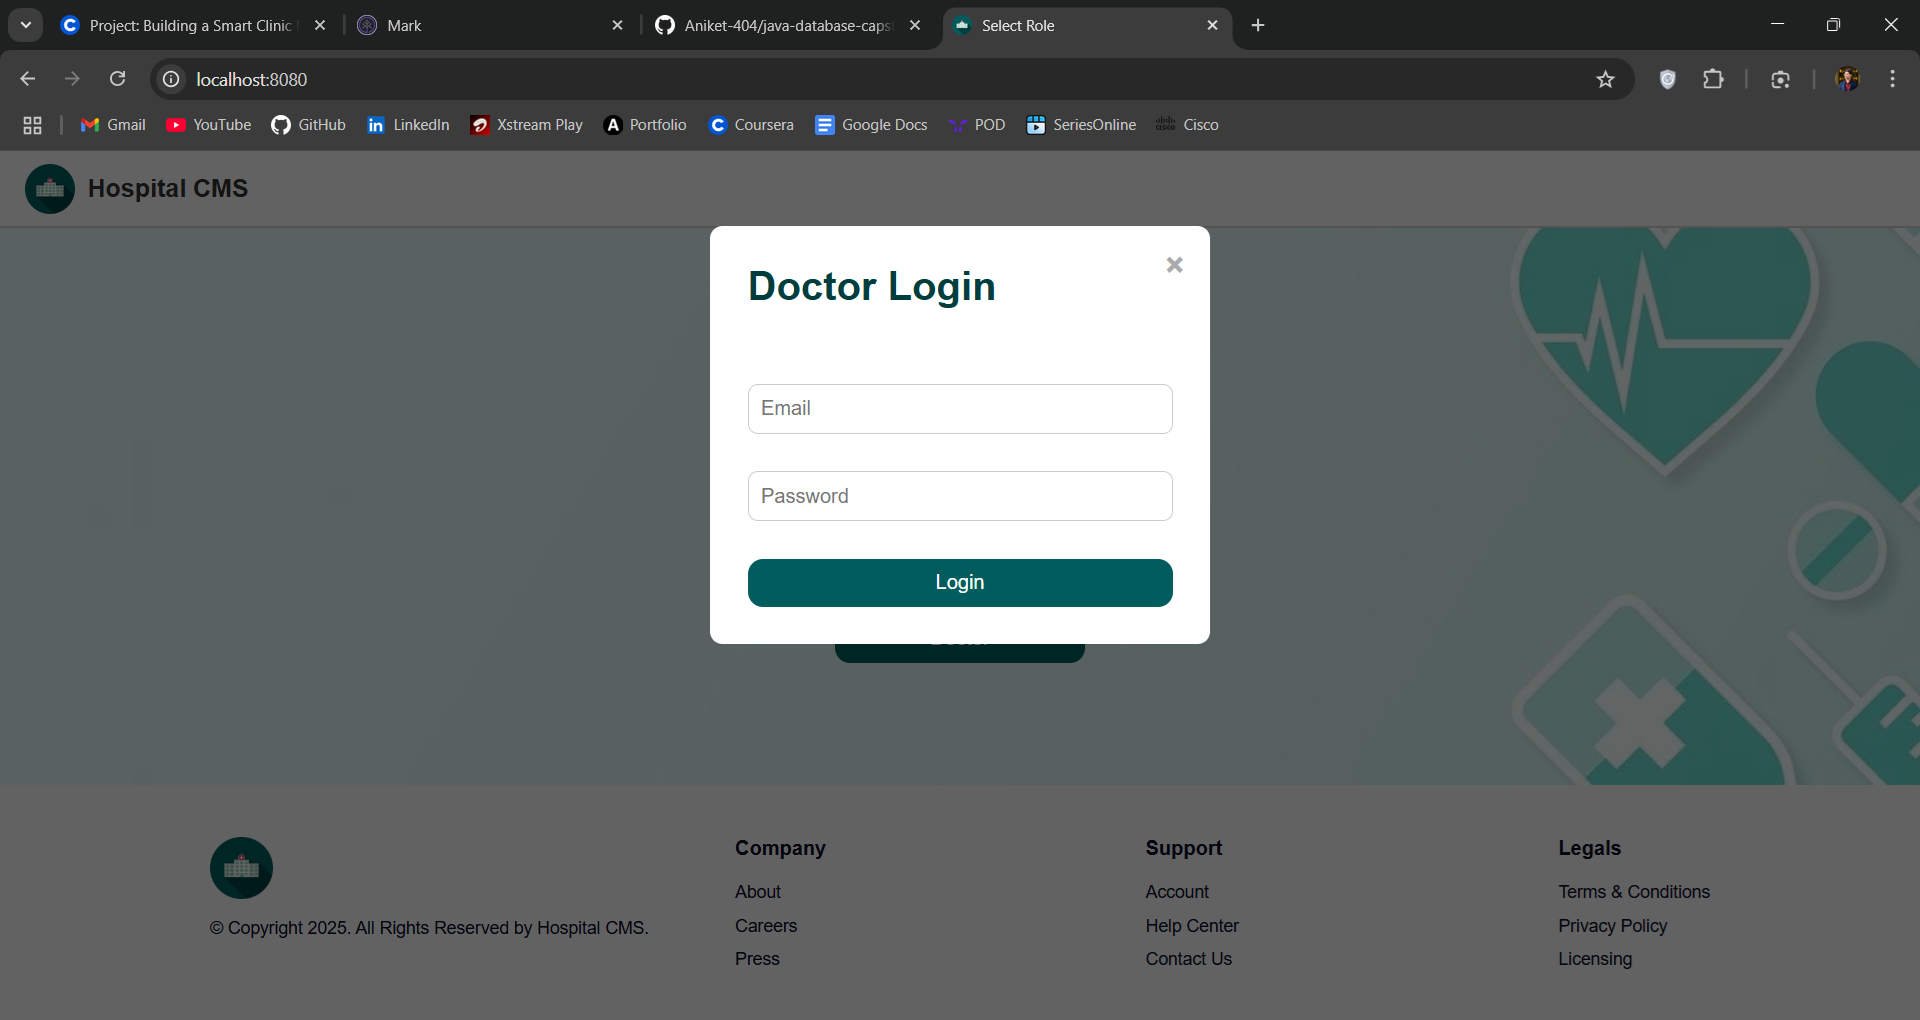 Project: Building a Smart Clinic
Mark
Aniket-404/java-database-caps
Select Role
localhost:8080
Gmail
YouTube
GitHub
LinkedIn
Xstream Play
Portfolio
Coursera
Google Docs
POD
SeriesOnline
Cisco
Hospital CMS
Doctor Login
Email
Password
Login
© Copyright 2025. All Rights Reserved by Hospital CMS.
Company
About
Careers
Press
Support
Account
Help Center
Contact Us
Legals
Terms & Conditions
Privacy Policy
Licensing